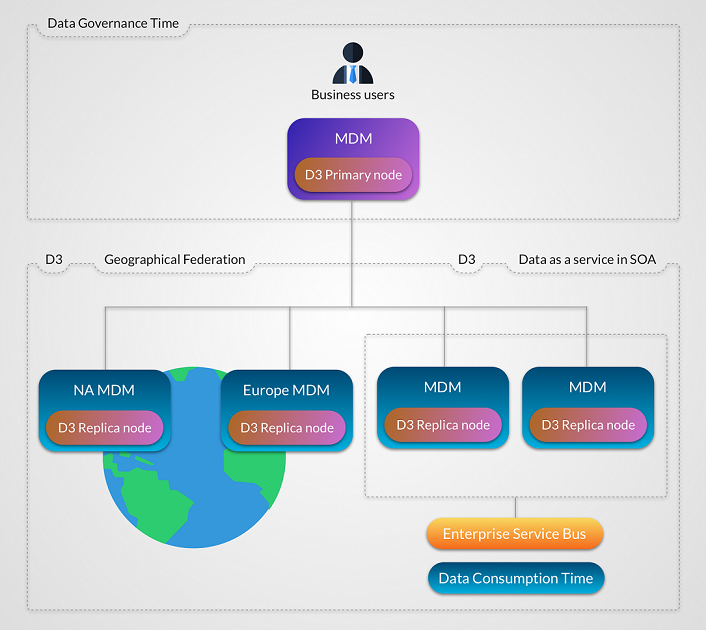 Data Governance Time
Business users
MDM
D3 Primary node
D3
Geographical Federation
D3
Data as a service in SOA
NA MDM
D3 Replica node
Europe MDM
D3 Replica node
MDM
D3 Replica node
MDM
D3 Replica node
Enterprise Service Bus
Data Consumption Time